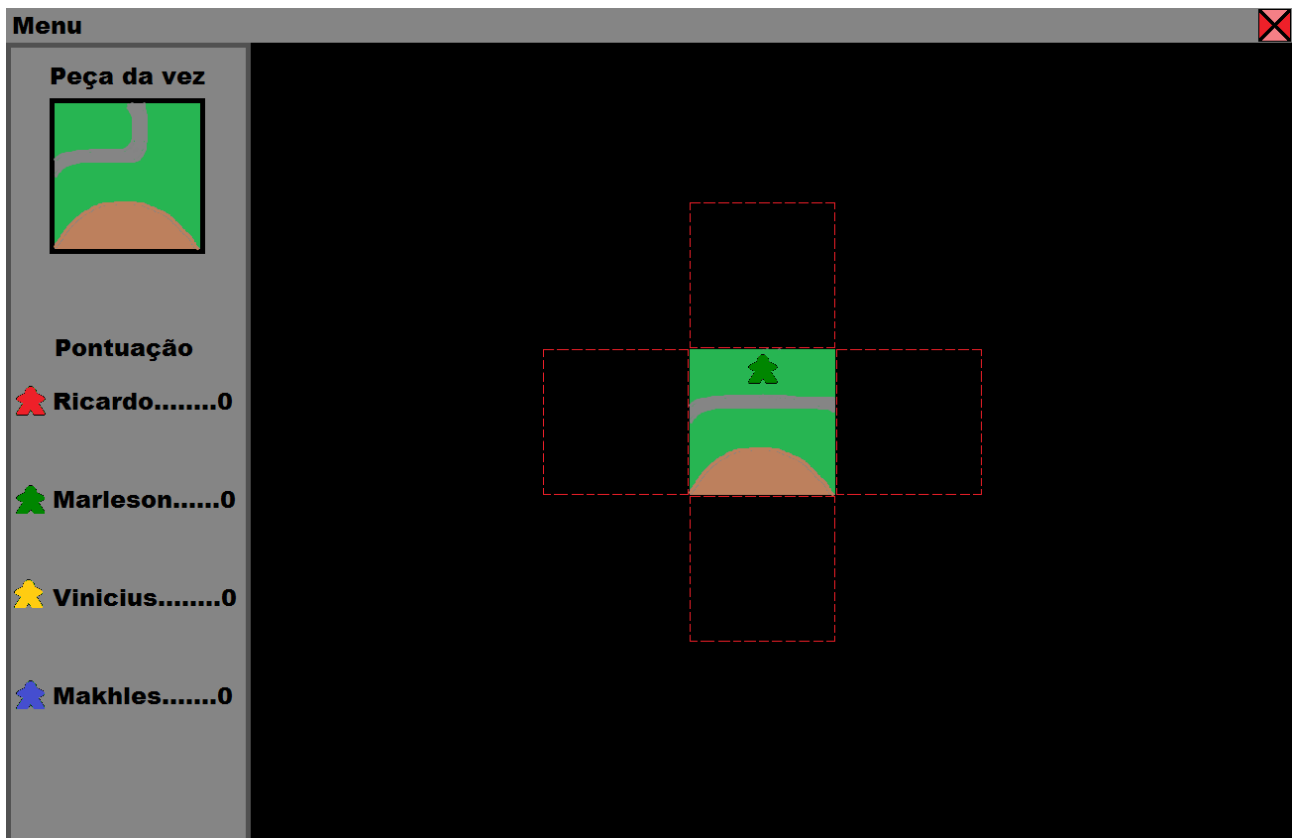 Menu
Peça da vez
Pontuação
Ricardo........0
Marleson......0
Vinicius........0
Makhles.......0